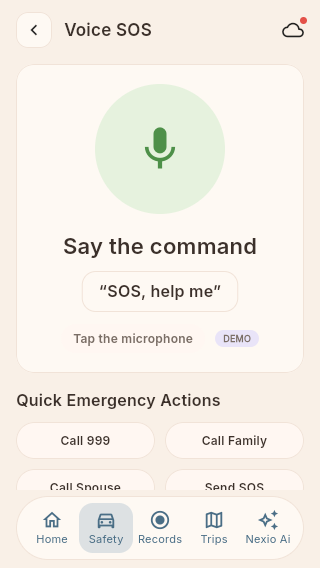 Voice SOS
Say the command
“SOS, help me”
Tap the microphone DEMO
Quick Emergency Actions
Call 999 Call Family
Call Spouse Send SOS
Home Safety Records Trips Nexio Ai